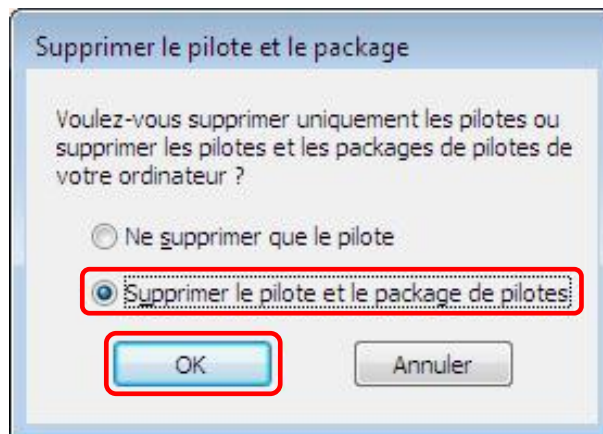 Supprimer le pilote et le package
Voulez-vous supprimer uniquement les pilotes ou
supprimer les pilotes et les packages de pilotes de
votre ordinateur ?
Ne supprimer que le pilote
Supprimer le pilote et le package de pilotes
OK
Annuler